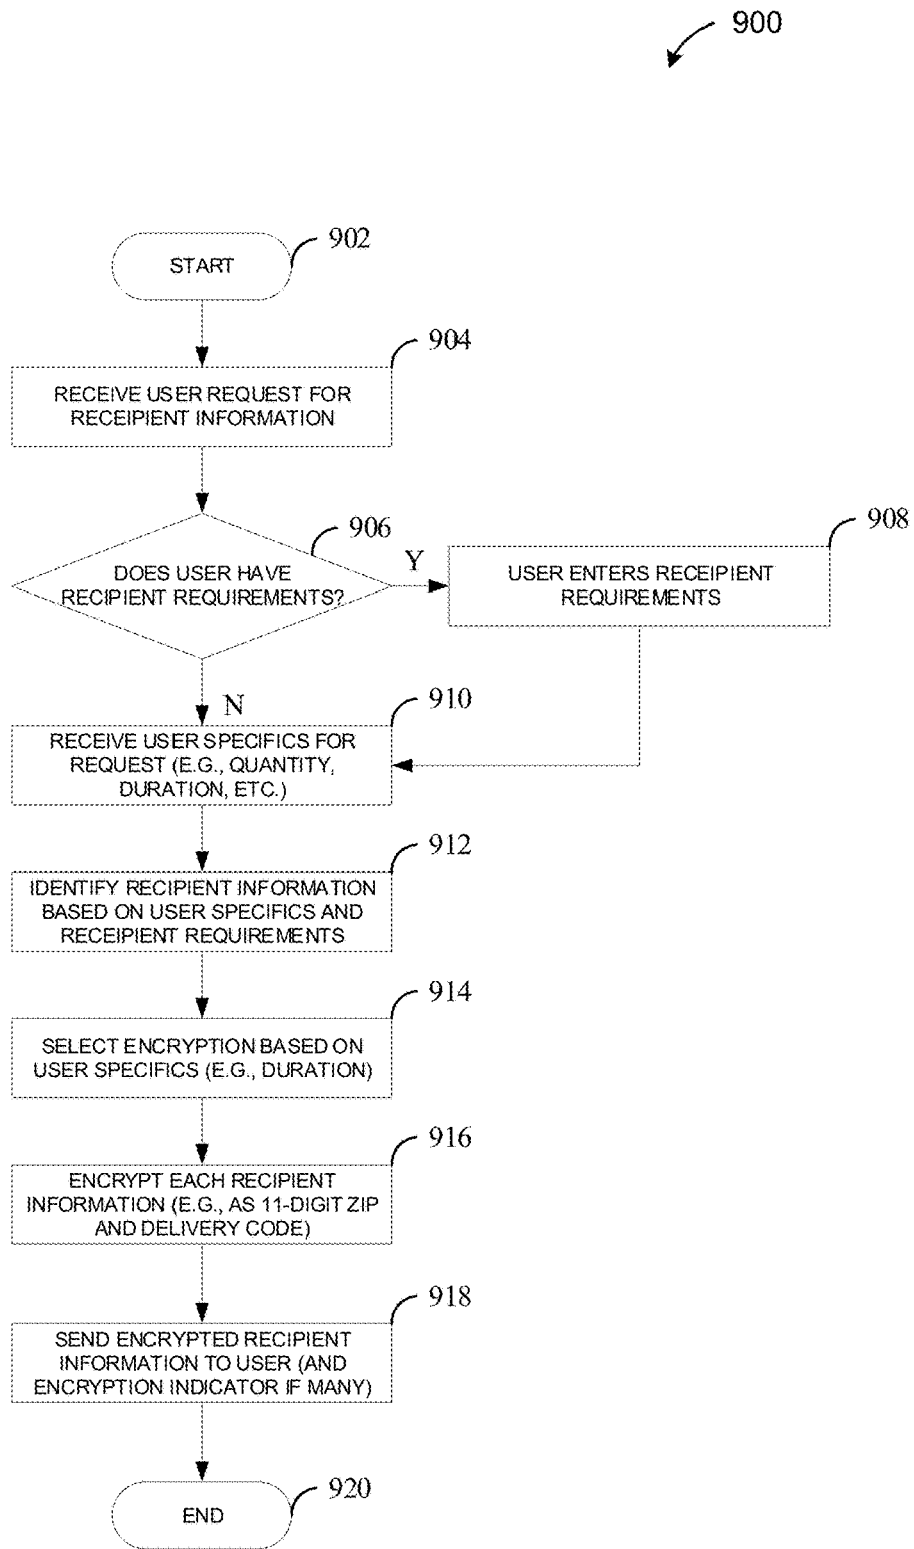 900
902
START
904
RECEIVE USER REQUEST FOR
RECEIPIENT INFORMATION
906
DOES USER HAVE
RECIPIENT REQUIREMENTS?
Y
908
USER ENTERS RECEIPIENT
REQUIREMENTS
N
910
RECEIVE USER SPECIFICS FOR
REQUEST (E.G., QUANTITY,
DURATION, ETC.)
912
IDENTIFY RECIPIENT INFORMATION
BASED ON USER SPECIFICS AND
RECEIPIENT REQUIREMENTS
914
SELECT ENCRYPTION BASED ON
USER SPECIFICS (E.G., DURATION)
916
ENCRYPT EACH RECIPIENT
INFORMATION (E.G., AS 11-DIGIT ZIP
AND DELIVERY CODE)
918
SEND ENCRYPTED RECIPIENT
INFORMATION TO USER (AND
ENCRYPTION INDICATOR IF MANY)
920
END